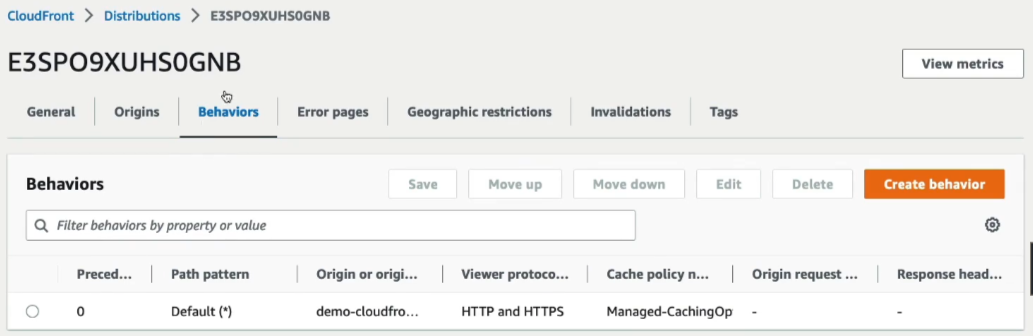 CloudFront > Distributions > E3SPO9XUHS0GNB
E3SPO9XUHS0GNB
View metrics
General Origins Behaviors Error pages Geographic restrictions Invalidations Tags
Behaviors Save Move up Move down Edit Delete Create behavior
Filter behaviors by property or value
Preced... Path pattern Origin or origi... Viewer protoco... Cache policy n... Origin request ... Response head...
0 Default (*) demo-cloudfro... HTTP and HTTPS Managed-CachingOp - -